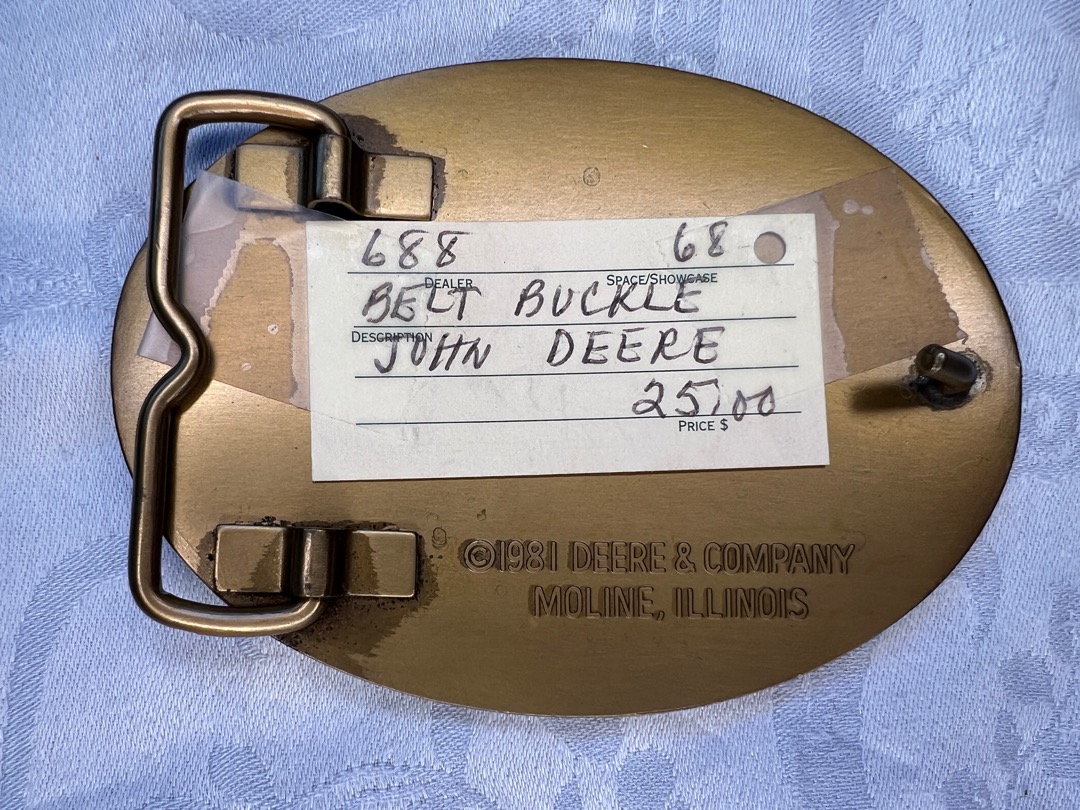 688 68
DEALER SPACE/SHOWCASE
BELT BUCKLE
DESCRIPTION
JOHN DEERE
25.00
PRICE $
©1981 DEERE & COMPANY
MOLINE, ILLINOIS